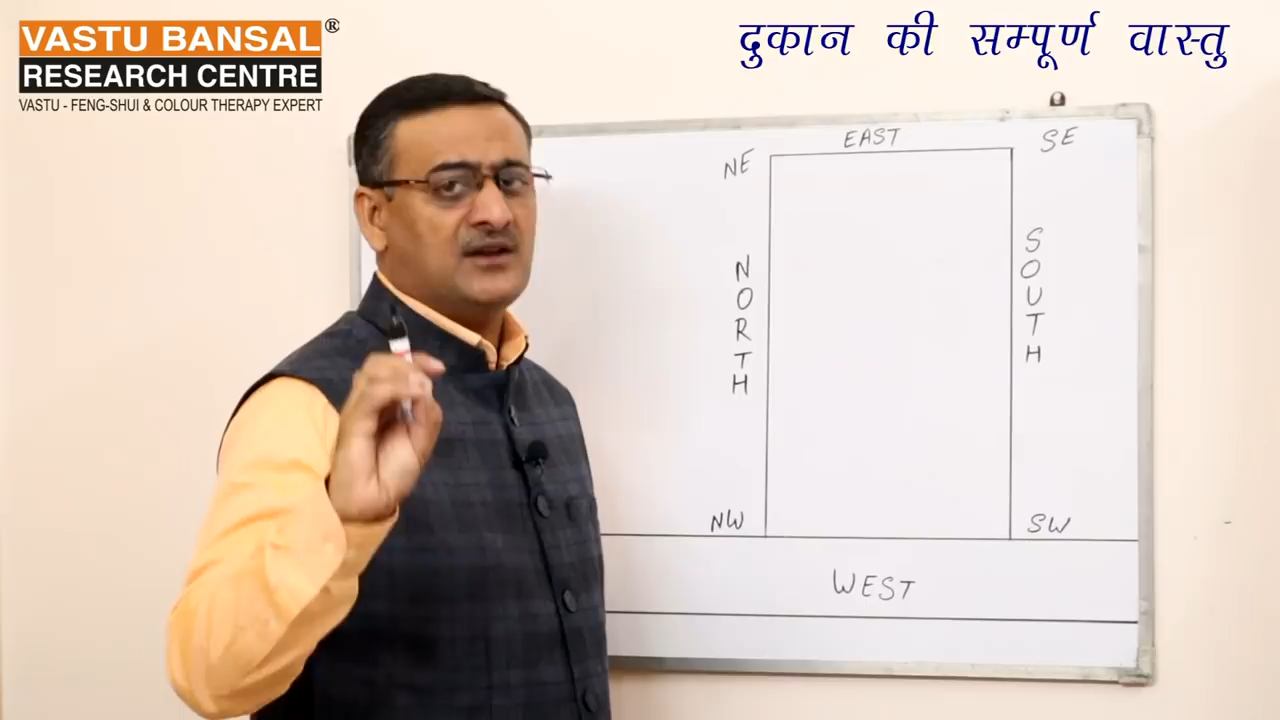 VASTU BANSAL®
RESEARCH CENTRE
VASTU - FENG-SHUI & COLOUR THERAPY EXPERT
दुकान की सम्पूर्ण वास्तु
EAST
NE
SE
NORTH
SOUTH
NW
SW
WEST